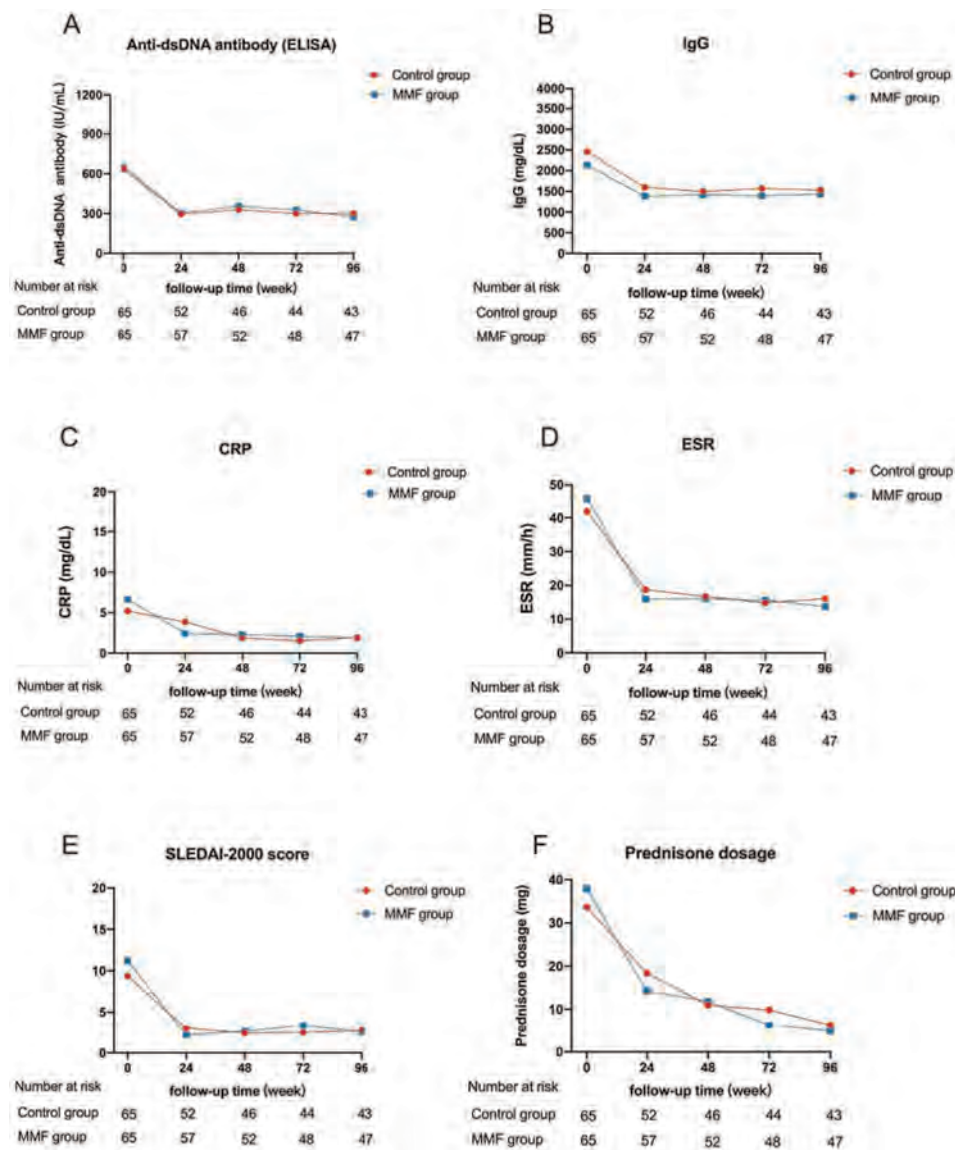 A
Anti-dsDNA antibody (ELISA)
Control group
MMF group
Anti-dsDNA antibody (IU/mL)
1200
900
600
300
0
0 24 48 72 96
Number at risk
follow-up time (week)
Control group 65 52 46 44 43
MMF group 65 57 52 48 47
B
IgG
Control group
MMF group
IgG (mg/dL)
4000
3500
3000
2500
2000
1500
1000
500
0
0 24 48 72 96
Number at risk
follow-up time (week)
Control group 65 52 46 44 43
MMF group 65 57 52 48 47
C
CRP
Control group
MMF group
CRP (mg/dL)
20
15
10
5
0
0 24 48 72 96
Number at risk
follow-up time (week)
Control group 65 52 46 44 43
MMF group 65 57 52 48 47
D
ESR
Control group
MMF group
ESR (mm/h)
50
40
30
20
10
0
0 24 48 72 96
Number at risk
follow-up time (week)
Control group 65 52 46 44 43
MMF group 65 57 52 48 47
E
SLEDAI-2000 score
Control group
MMF group
20
15
10
5
0
0 24 48 72 96
Number at risk
follow-up time (week)
Control group 65 52 46 44 43
MMF group 65 57 52 48 47
F
Prednisone dosage
Control group
MMF group
Prednisone dosage (mg)
40
30
20
10
0
0 24 48 72 96
Number at risk
follow-up time (week)
Control group 65 52 46 44 43
MMF group 65 57 52 48 47